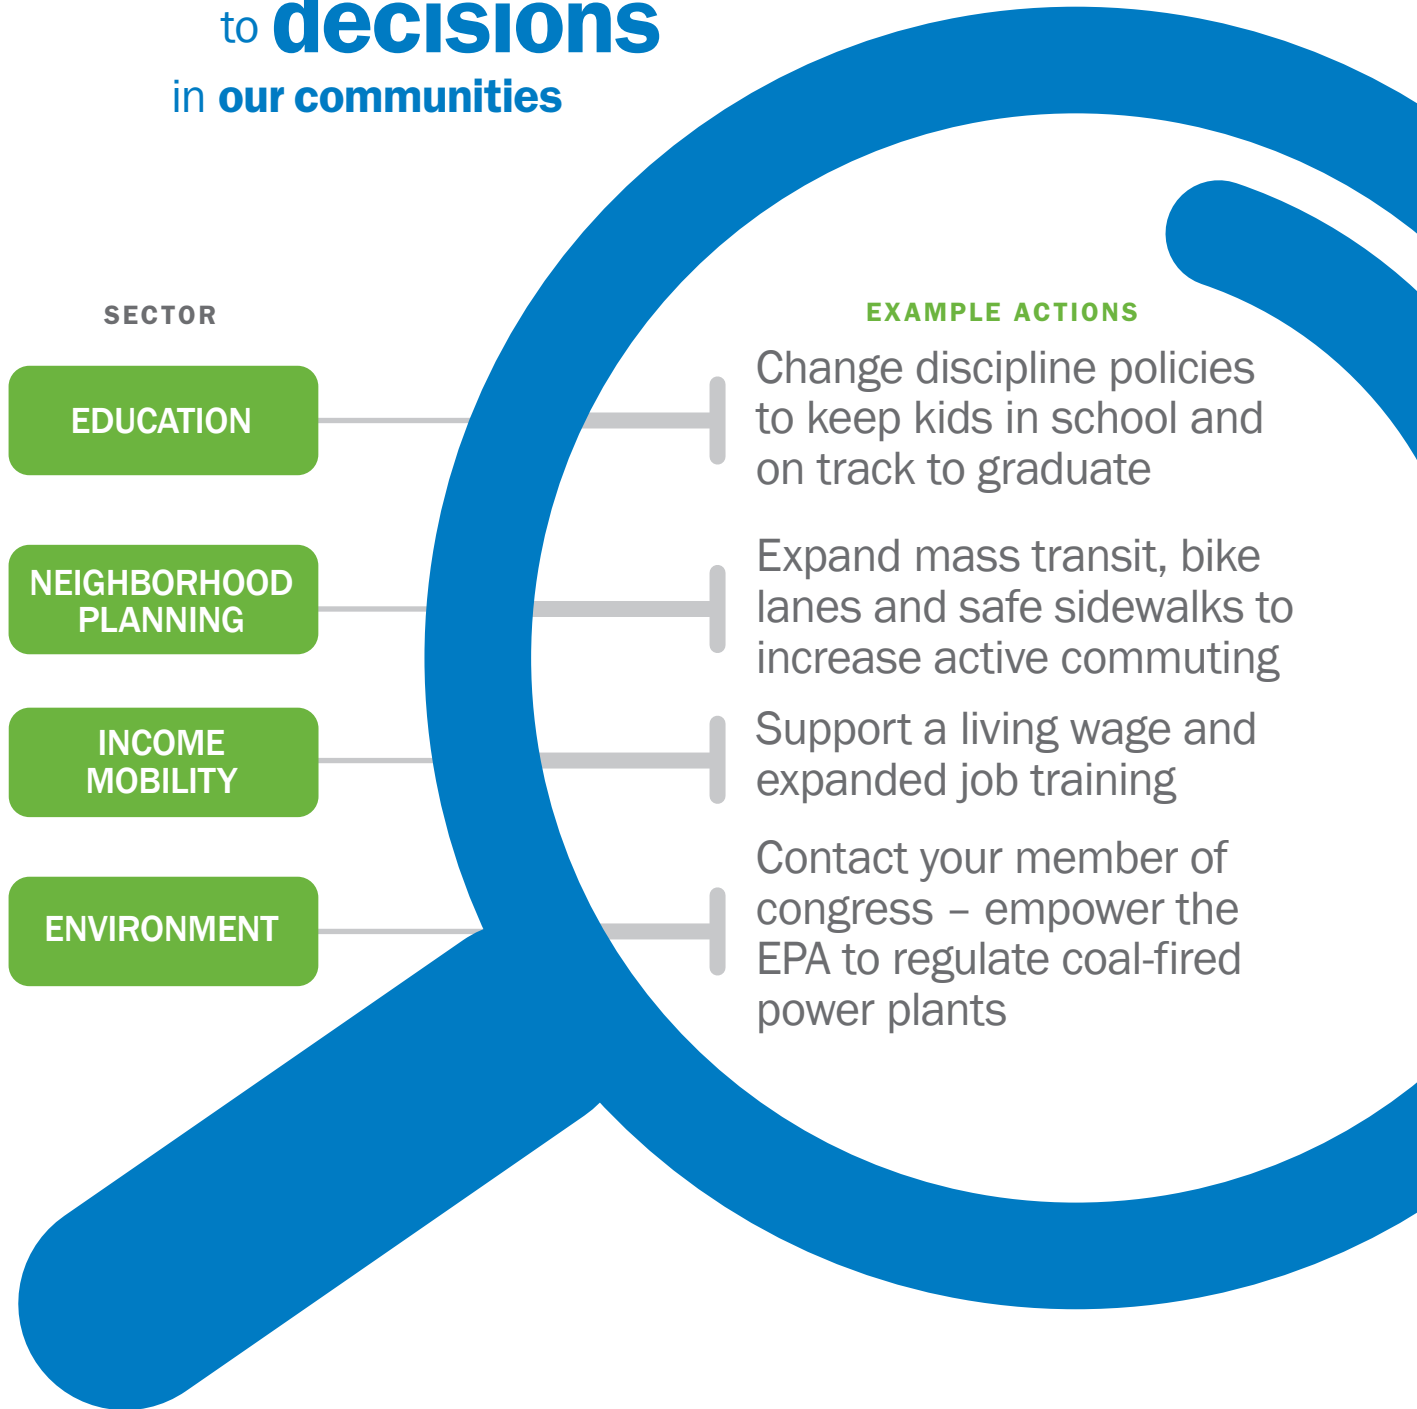 to decisions
in our communities
SECTOR
EXAMPLE ACTIONS
EDUCATION
Change discipline policies
to keep kids in school and
on track to graduate
NEIGHBORHOOD
PLANNING
Expand mass transit, bike
lanes and safe sidewalks to
increase active commuting
INCOME
MOBILITY
Support a living wage and
expanded job training
ENVIRONMENT
Contact your member of
congress – empower the
EPA to regulate coal-fired
power plants